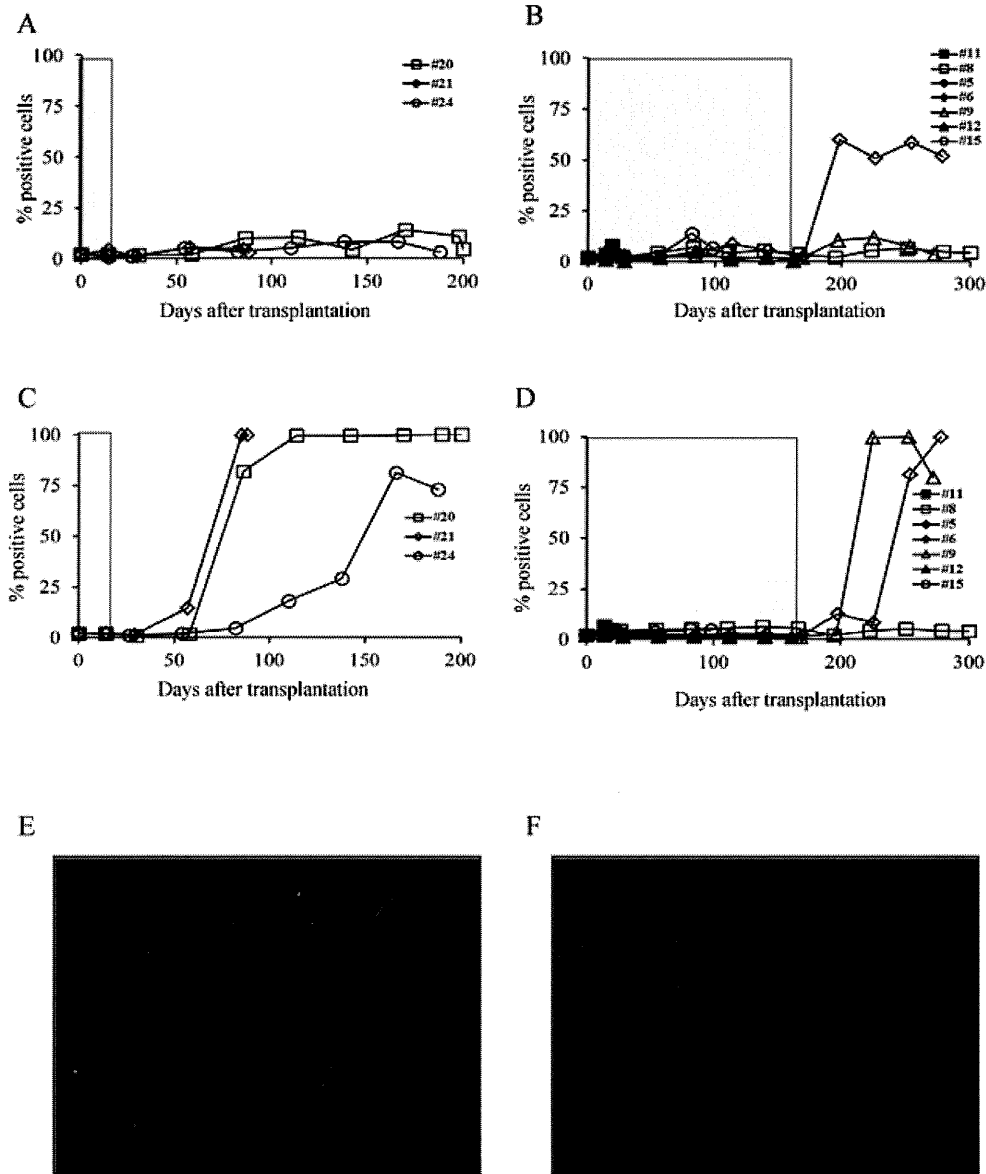 A
100
75
50
25
0
% positive cells
0 50 100 150 200
Days after transplantation
#20
#21
#24
B
100
75
50
25
0
% positive cells
0 100 200 300
Days after transplantation
#11
#8
#5
#6
#9
#12
#15
C
100
75
50
25
0
% positive cells
0 50 100 150 200
Days after transplantation
#20
#21
#24
D
100
75
50
25
0
% positive cells
0 100 200 300
Days after transplantation
#11
#8
#5
#6
#9
#12
#15
E
F